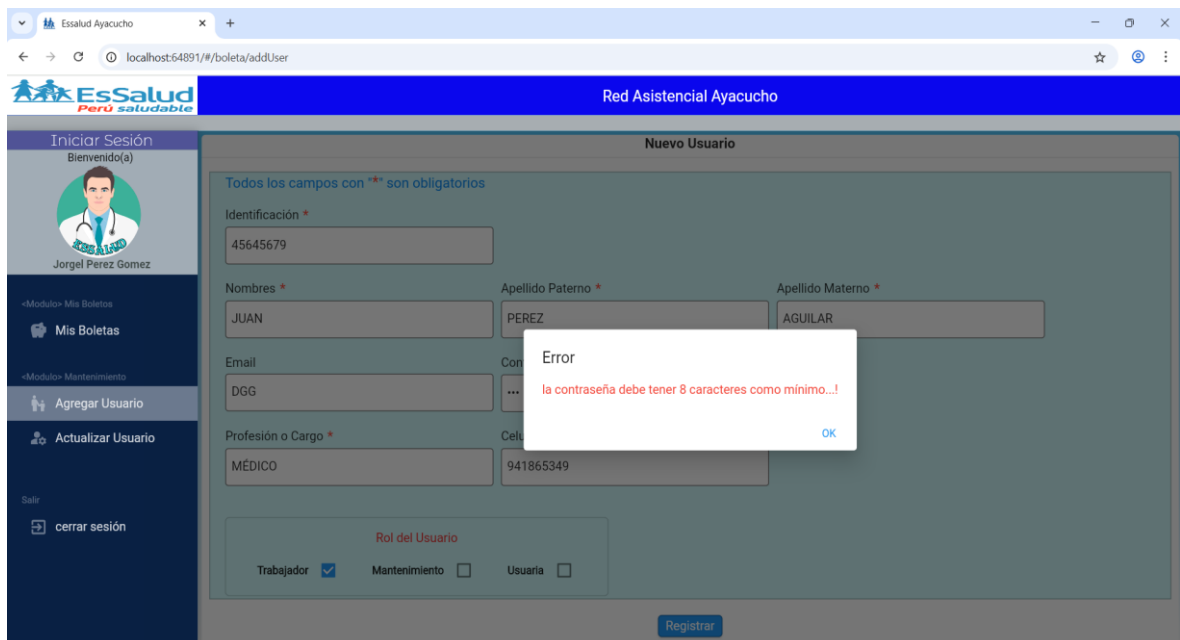 Essalud Ayacucho
localhost:64891/#/boleta/addUser
EsSalud
Perú saludable
Red Asistencial Ayacucho
Iniciar Sesión
Bienvenido(a)
ESSALUD
Jorgel Perez Gomez
<Modulo> Mis Boletos
Mis Boletas
<Modulo> Mantenimiento
Agregar Usuario
Actualizar Usuario
Salir
cerrar sesión
Nuevo Usuario
Todos los campos con "*" son obligatorios
Identificación *
45645679
Nombres * Apellido Paterno * Apellido Materno *
JUAN PEREZ AGUILAR
Email Con
DGG •••
Error
la contraseña debe tener 8 caracteres como mínimo...!
OK
Profesión o Cargo * Celu
MÉDICO 941865349
Rol del Usuario
Trabajador Mantenimiento Usuaria
Registrar